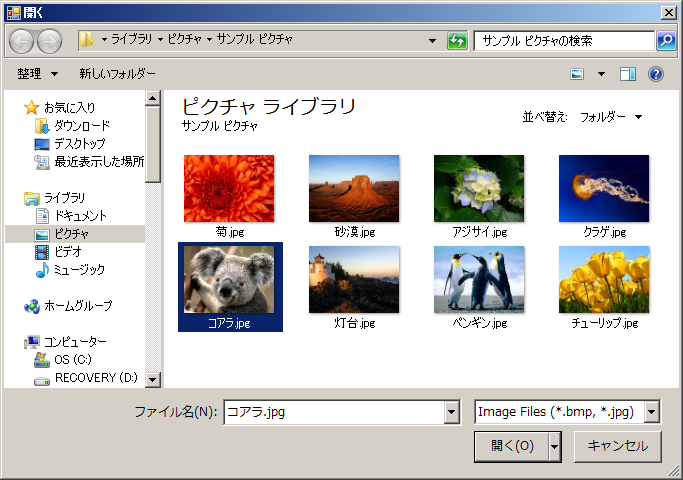 開く
ライブラリ ピクチャ サンプル ピクチャ
サンプル ピクチャの検索
整理 新しいフォルダー
お気に入り
ダウンロード
デスクトップ
最近表示した場所
ライブラリ
ドキュメント
ピクチャ
ビデオ
ミュージック
ホームグループ
コンピューター
OS (C:)
RECOVERY (D:)
ピクチャ ライブラリ
サンプル ピクチャ
並べ替え: フォルダー
菊.jpg
砂漠.jpg
アジサイ.jpg
クラゲ.jpg
コアラ.jpg
灯台.jpg
ペンギン.jpg
チューリップ.jpg
ファイル名(N): コアラ.jpg
Image Files (*.bmp, *.jpg)
開く(O) キャンセル